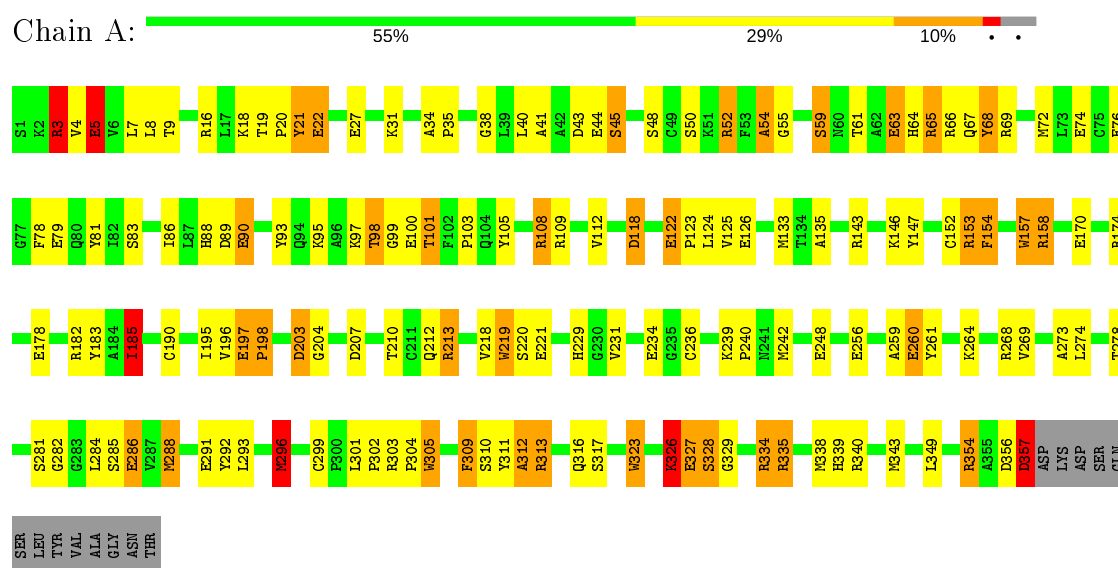 Chain A:
55% 29% 10% • •
S1 K2 R3 V4 E5 V6 L7 L8 T9 R16 L17 K18 T19 P20 Y21 E22 E27 K31 A34 P35 G38 L39 L40 A41 A42 D43 E44 S45 S48 C49 S50 K51 R52 F53 A54 G55 S59 N60 T61 A62 E63 H64 R65 R66 Q67 Y68 R69 M72 L73 E74 C75 E76
G77 F78 E79 Q80 Y81 I82 S83 I86 L87 H88 D89 E90 Y93 Q94 K95 A96 K97 T98 G99 E100 T101 F102 P103 Q104 Y105 R108 R109 V112 D118 E122 P123 L124 V125 E126 M133 T134 A135 R143 K146 Y147 C152 R153 F154 W157 R158 E170
E178 R182 Y183 A184 I185 C190 I195 V196 E197 P198 D203 G204 D207 T210 C211 Q212 R213 V218 W219 S220 E221 H229 G230 V231 E234 G235 C236 K239 P240 N241 M242 E248 E256 A259 E260 Y261 K264 R268 V269 A273 L274
S281 G282 G283 L284 S285 E286 V287 M288 E291 Y292 L293 M296 C299 P300 L301 P302 R303 P304 W305 F309 S310 Y311 A312 R313 Q316 S317 W323 K326 E327 S328 G329 R334 R335 M338 H339 R340 M343 L349 R354 A355 D356 D357 ASP LYS ASP SER
SER LEU TYR VAL ALA GLY ASN THR